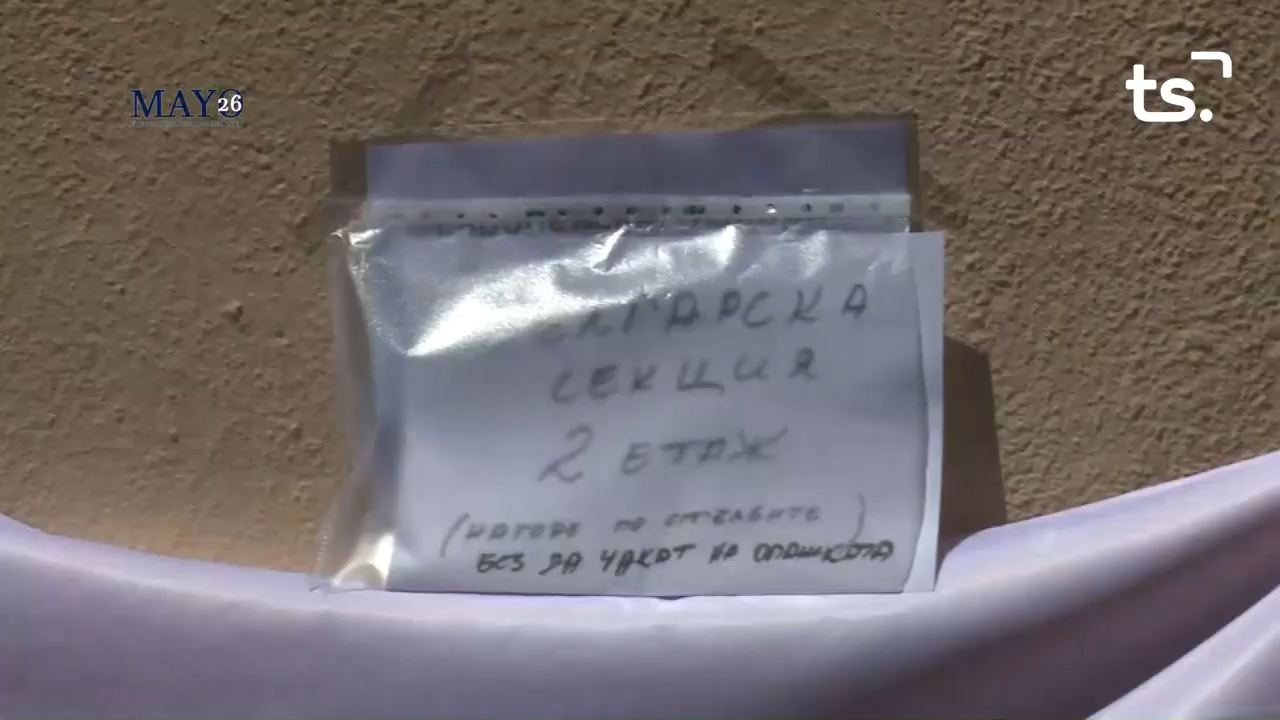 MAYO
26
ts.
СЕКЦИЯ
2 ЕТАЖ
(НАГОРЕ ПО СТЪЛБИТЕ)
БЕЗ ДА ЧАКАТ НА ОПАШКАТА